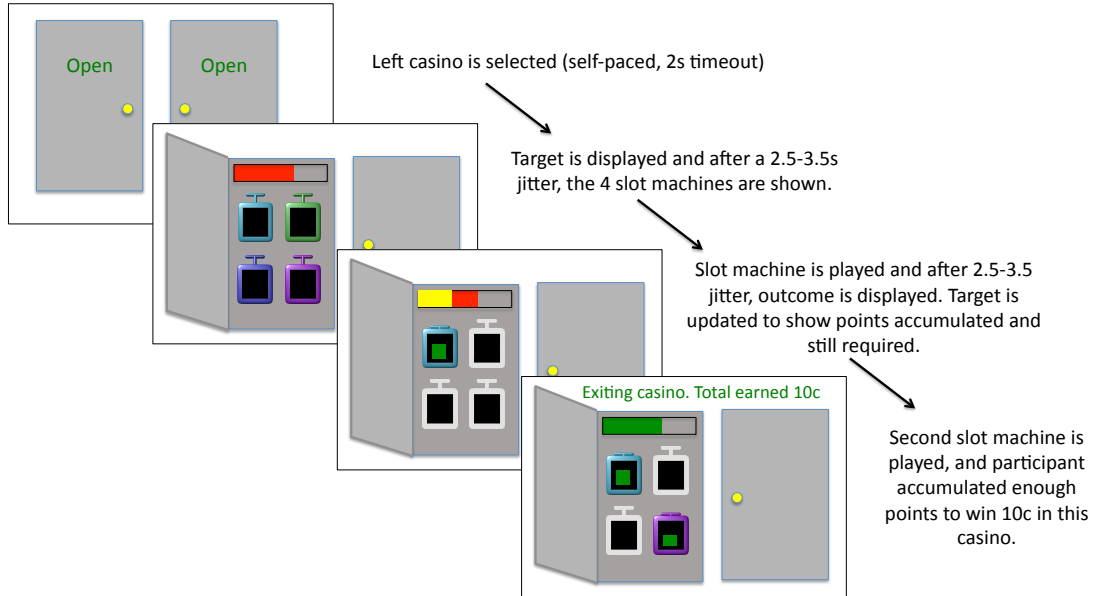 Open
Open
Left casino is selected (self-paced, 2s timeout)
Target is displayed and after a 2.5-3.5s
jitter, the 4 slot machines are shown.
Slot machine is played and after 2.5-3.5
jitter, outcome is displayed. Target is
updated to show points accumulated and
still required.
Exiting casino. Total earned 10c
Second slot machine is
played, and participant
accumulated enough
points to win 10c in this
casino.